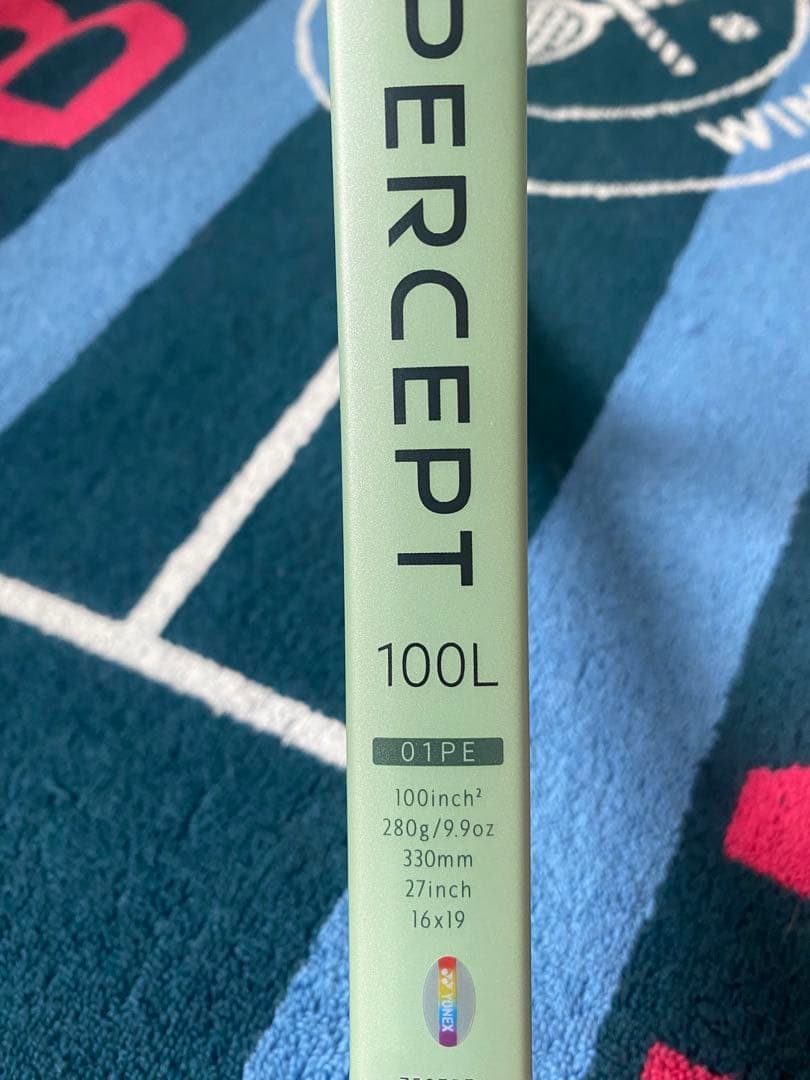 PERCEPT
100L
01PE
100inch²
280g/9.9oz
330mm
27inch
16x19
YONEX